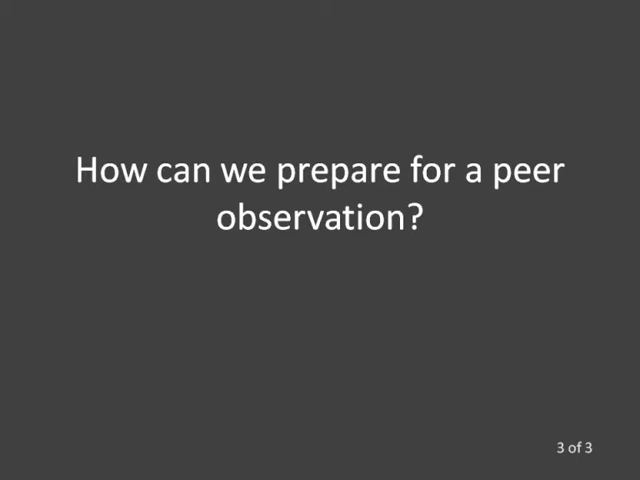 How can we prepare for a peer
observation?
3 of 3